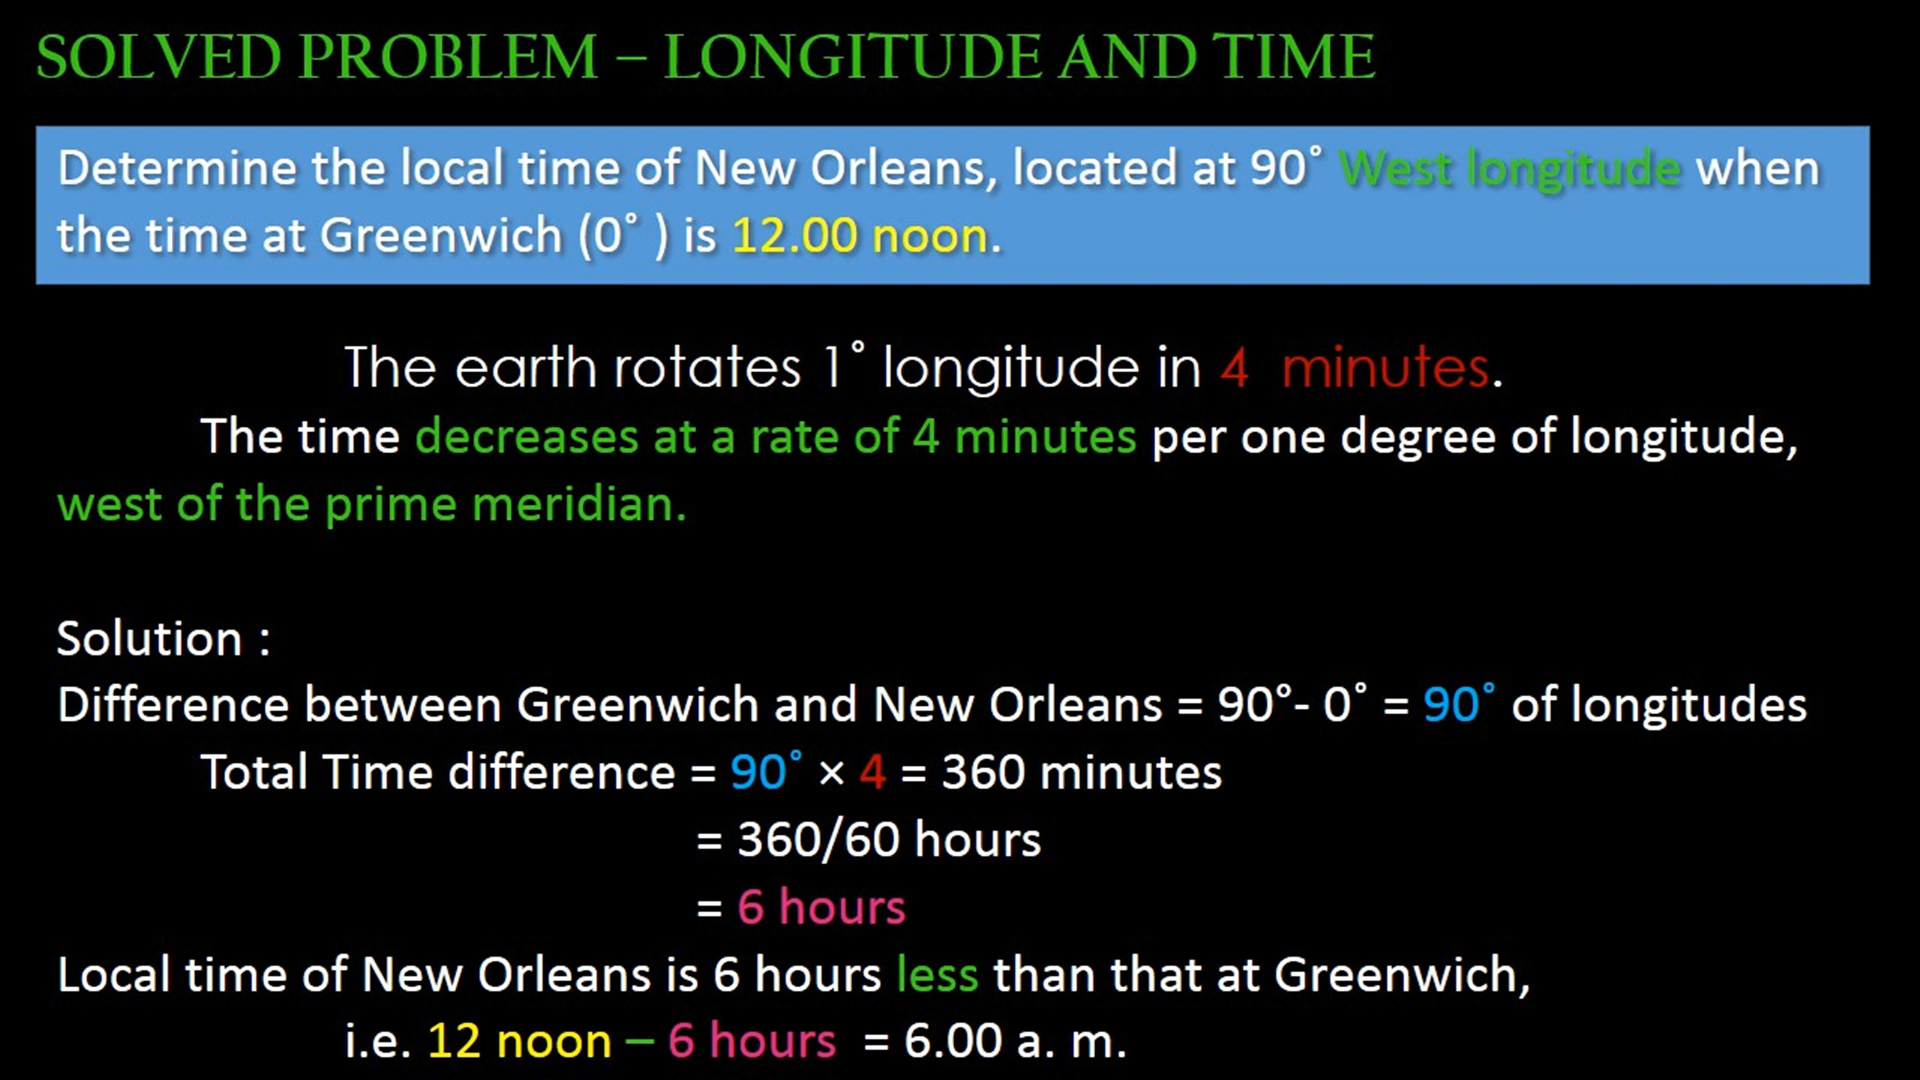 SOLVED PROBLEM – LONGITUDE AND TIME
Determine the local time of New Orleans, located at 90˚ West longitude when
the time at Greenwich (0˚ ) is 12.00 noon.
The earth rotates 1˚ longitude in 4 minutes.
The time decreases at a rate of 4 minutes per one degree of longitude,
west of the prime meridian.
Solution :
Difference between Greenwich and New Orleans = 90°- 0˚ = 90˚ of longitudes
Total Time difference = 90˚ × 4 = 360 minutes
= 360/60 hours
= 6 hours
Local time of New Orleans is 6 hours less than that at Greenwich,
i.e. 12 noon – 6 hours = 6.00 a. m.